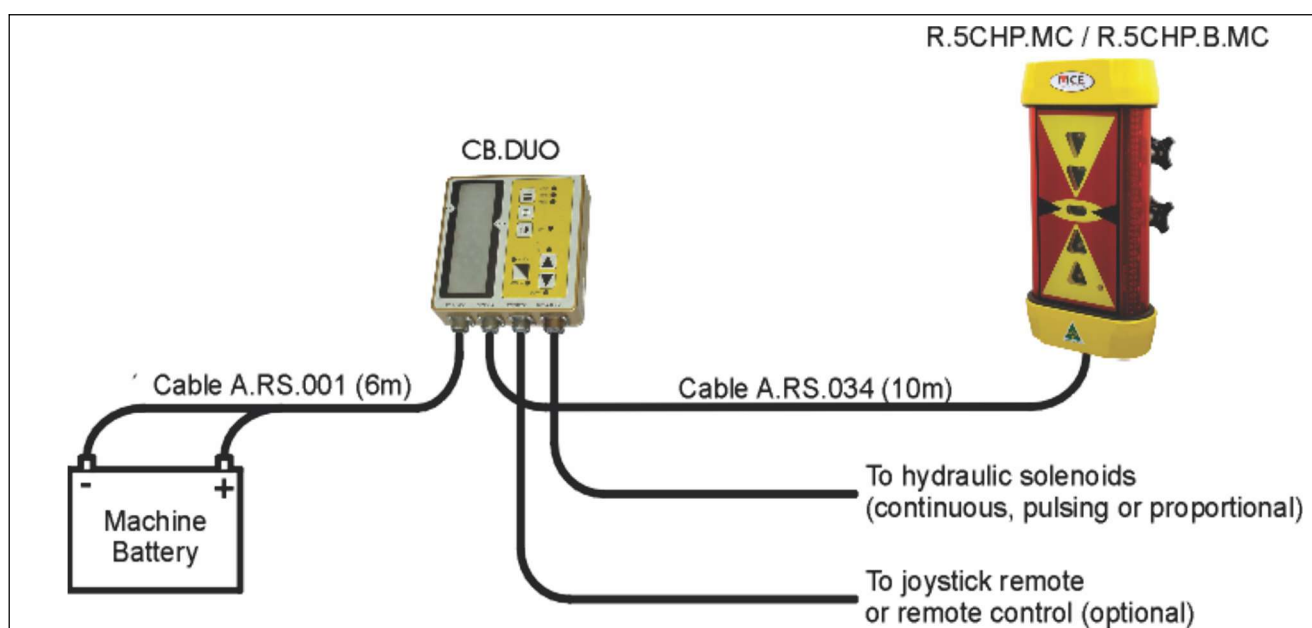 R.5CHP.MC / R.5CHP.B.MC
MCE
CB.DUO
Cable A.RS.001 (6m)
Cable A.RS.034 (10m)
- +
Machine
Battery
To hydraulic solenoids
(continuous, pulsing or proportional)
To joystick remote
or remote control (optional)